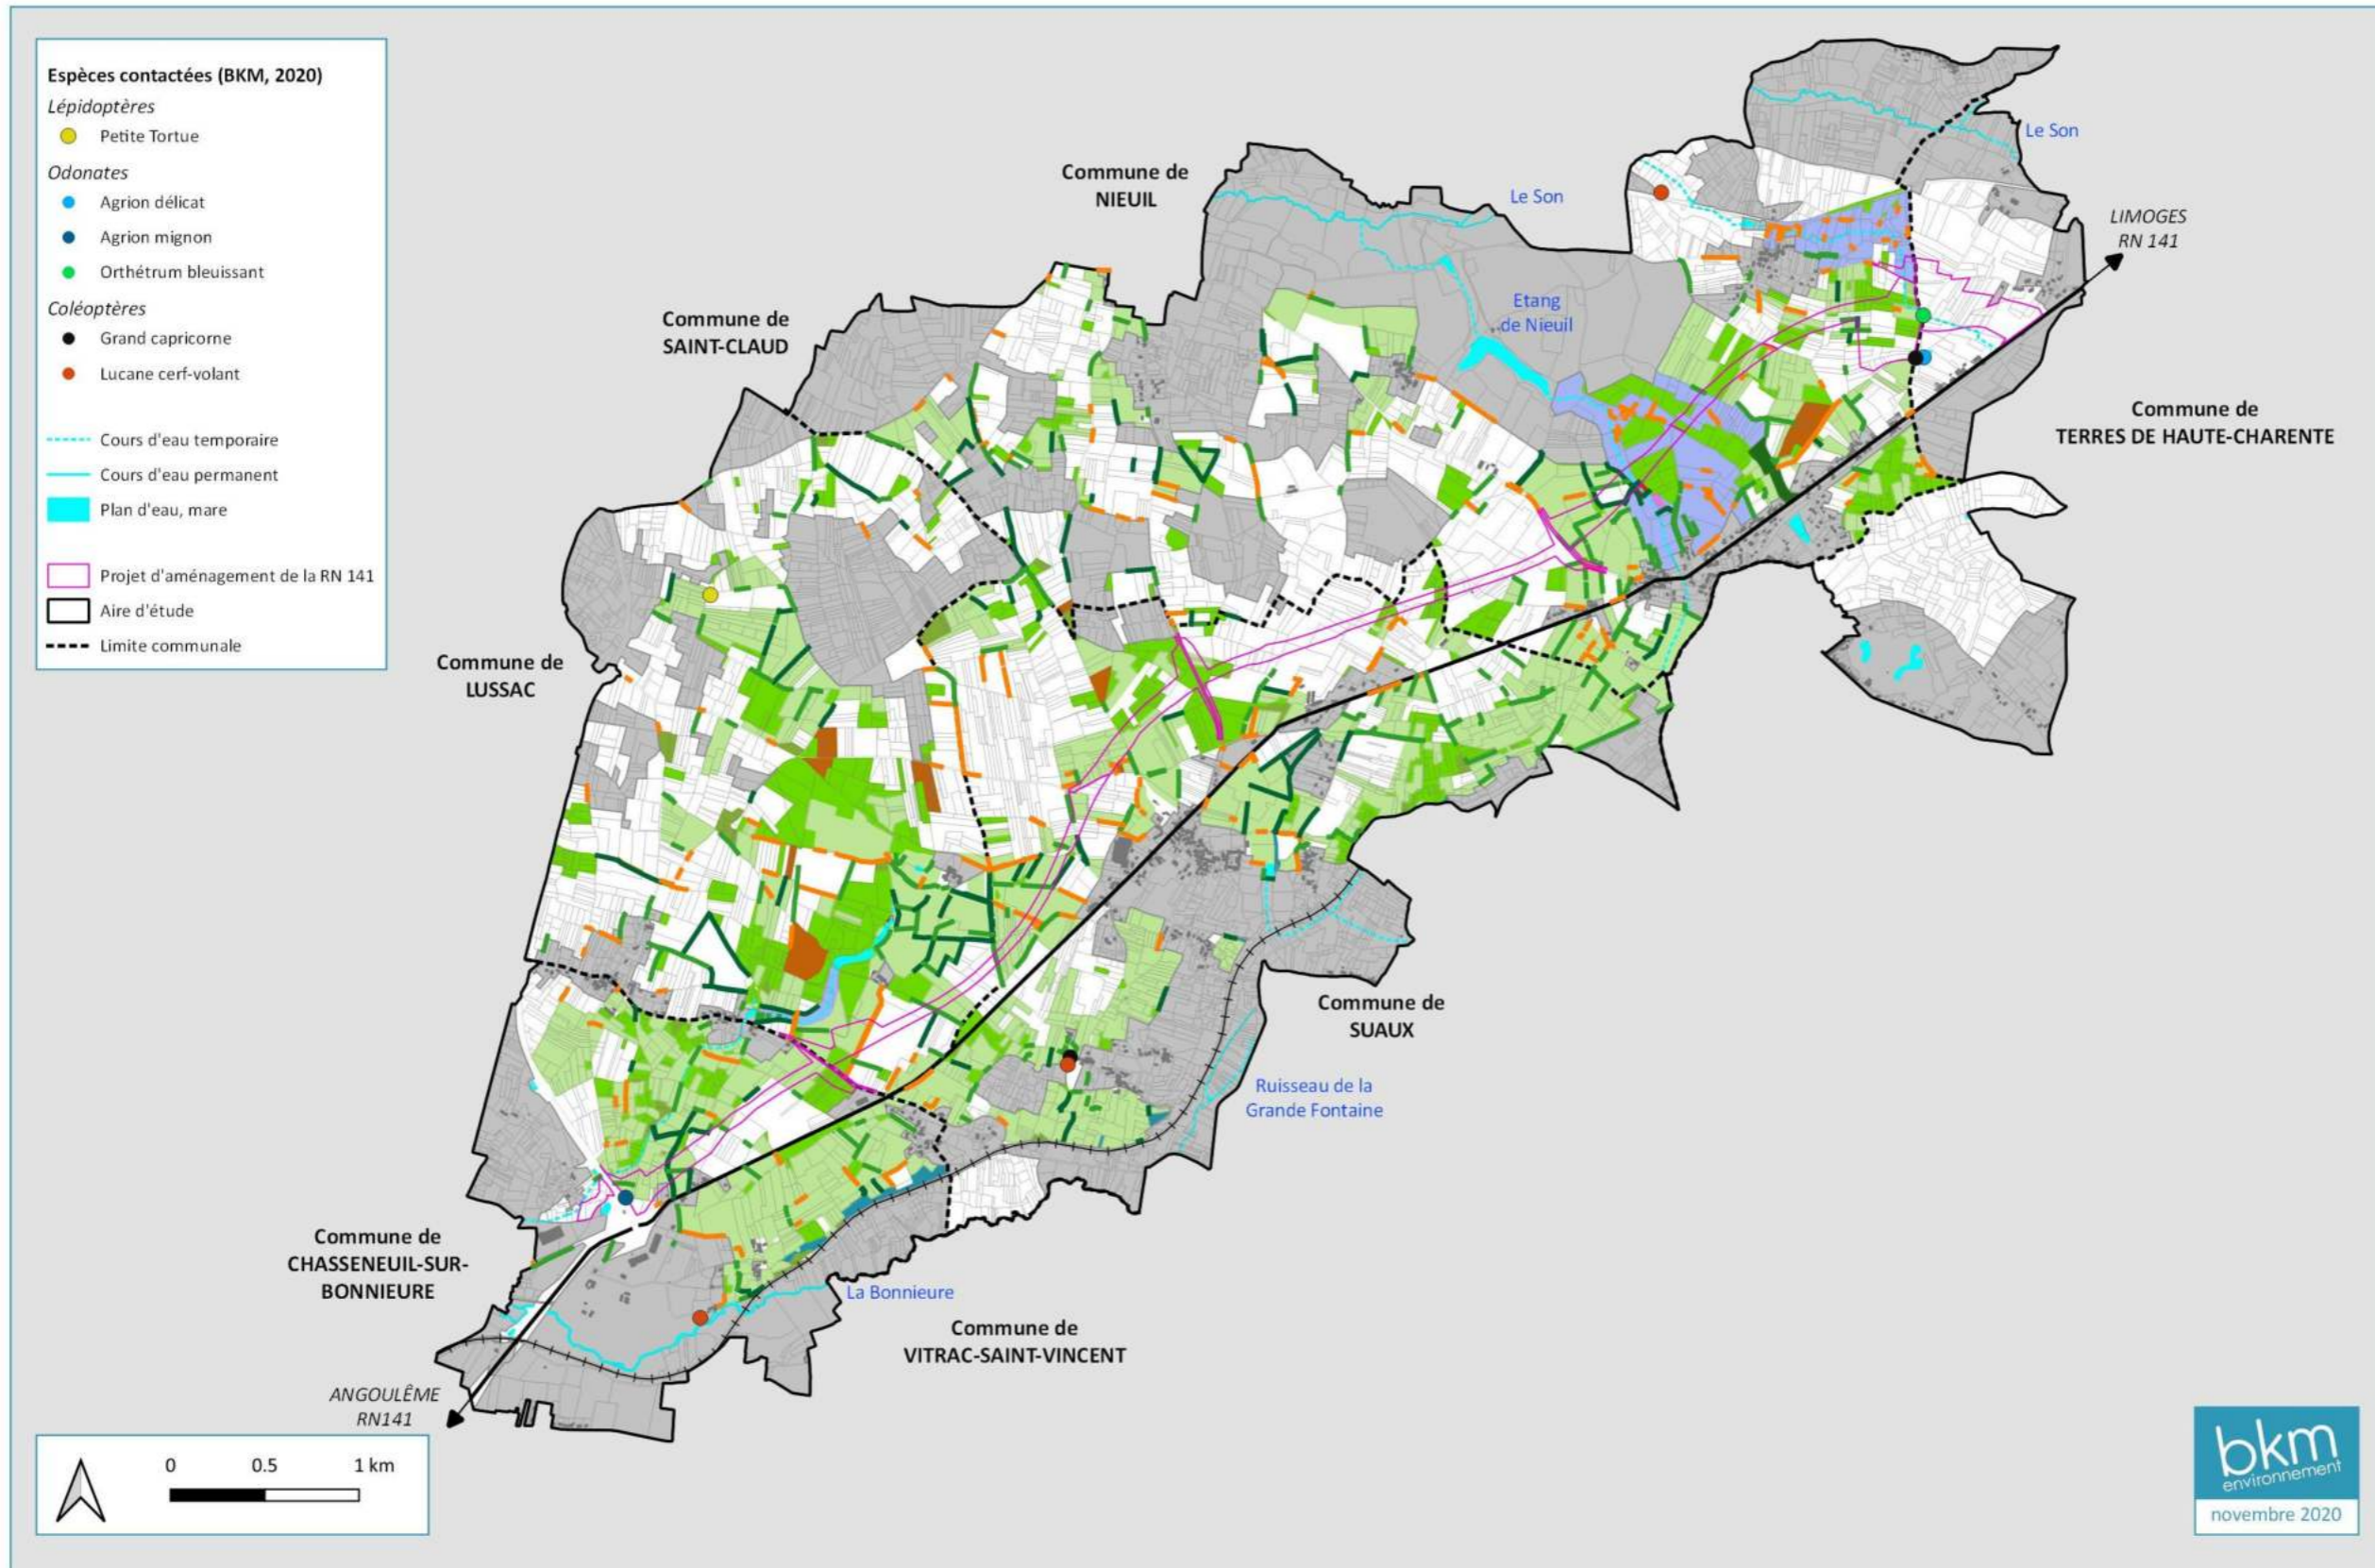 Espèces contactées (BKM, 2020)
Lépidoptères
Petite Tortue
Odonates
Agrion délicat
Agrion mignon
Orthétrum bleuissant
Coléoptères
Grand capricorne
Lucane cerf-volant
Cours d'eau temporaire
Cours d'eau permanent
Plan d'eau, mare
Projet d'aménagement de la RN 141
Aire d'étude
Limite communale
Commune de
NIEUIL
Le Son
Le Son
LIMOGES
RN 141
Etang
de Nieuil
Commune de
SAINT-CLAUD
Commune de
TERRES DE HAUTE-CHARENTE
Commune de
LUSSAC
Commune de
SUAUX
Ruisseau de la
Grande Fontaine
Commune de
CHASSENEUIL-SUR-
BONNIEURE
La Bonnieure
Commune de
VITRAC-SAINT-VINCENT
ANGOULÊME
RN141
0 0.5 1 km
bkm
environnement
novembre 2020